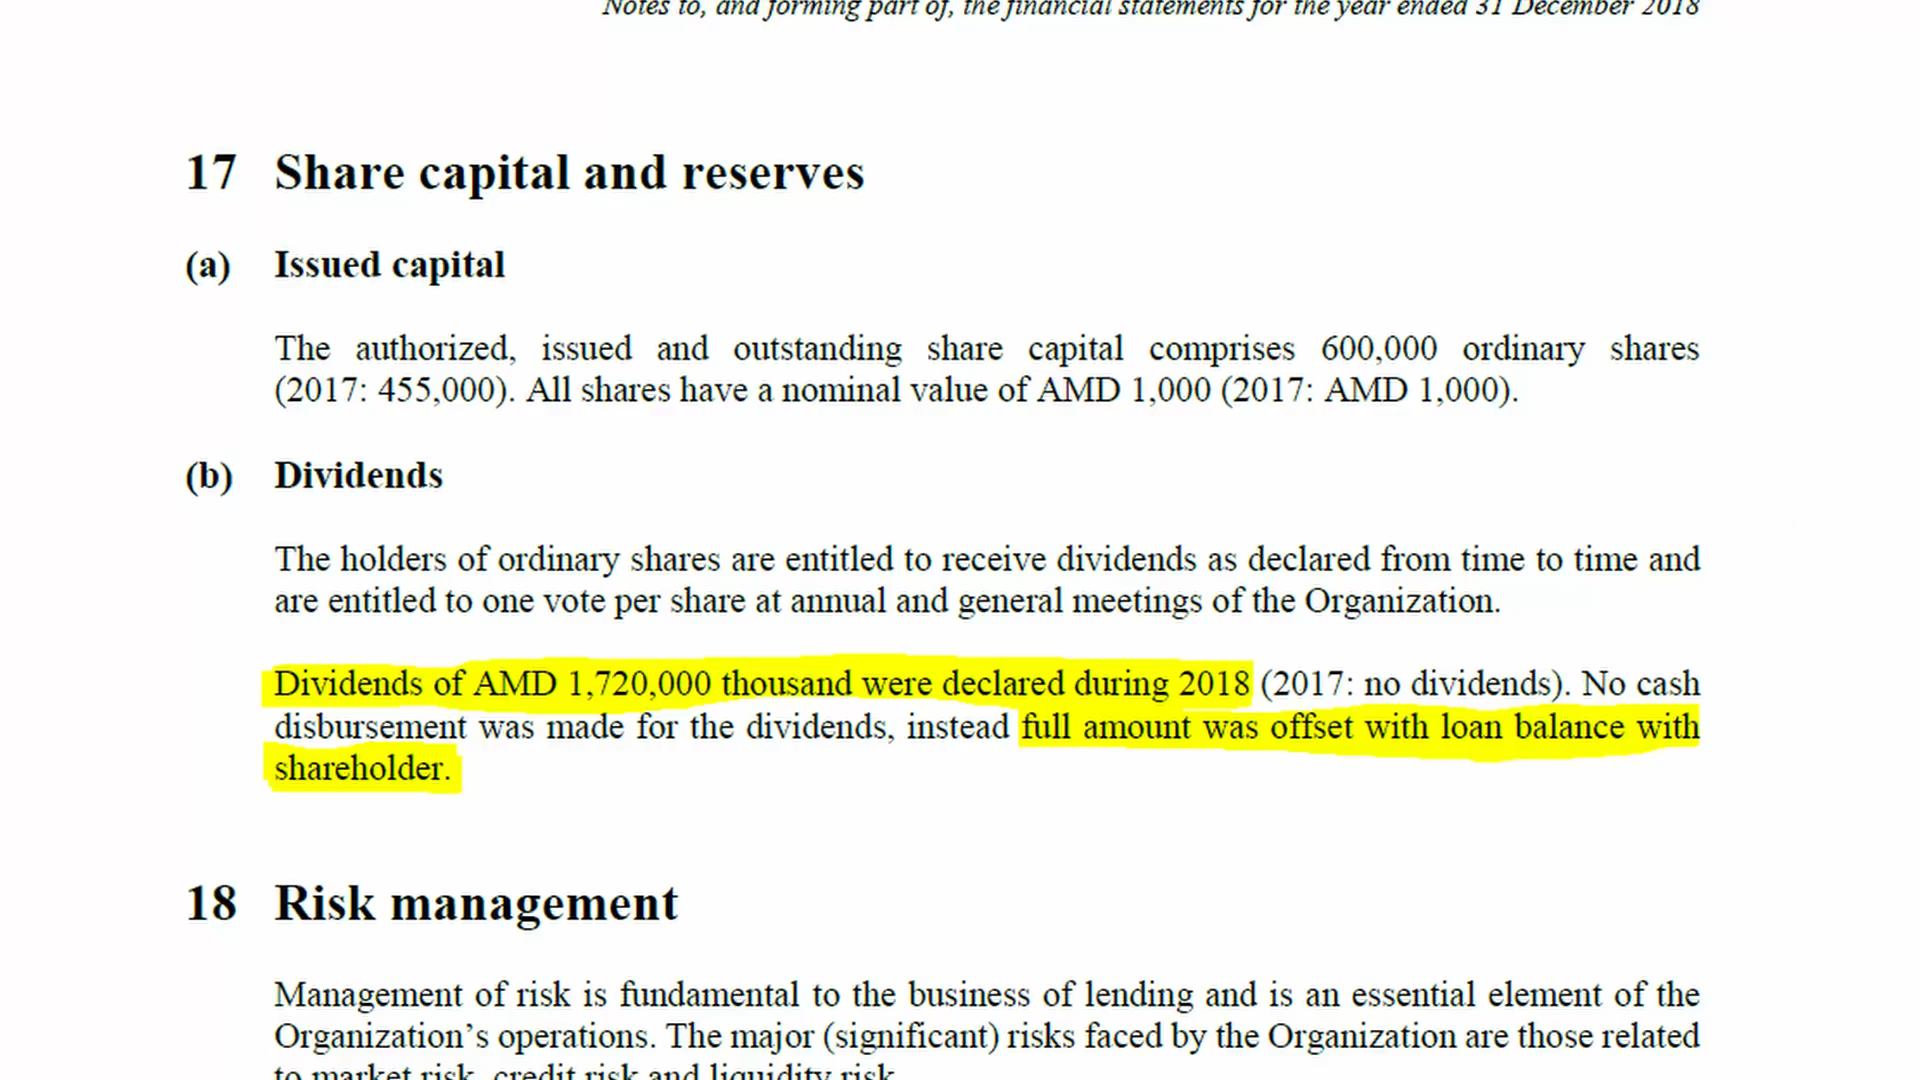 Notes to, and forming part of, the financial statements for the year ended 31 December 2018
17 Share capital and reserves
(a) Issued capital
The authorized, issued and outstanding share capital comprises 600,000 ordinary shares
(2017: 455,000). All shares have a nominal value of AMD 1,000 (2017: AMD 1,000).
(b) Dividends
The holders of ordinary shares are entitled to receive dividends as declared from time to time and
are entitled to one vote per share at annual and general meetings of the Organization.
Dividends of AMD 1,720,000 thousand were declared during 2018 (2017: no dividends). No cash
disbursement was made for the dividends, instead full amount was offset with loan balance with
shareholder.
18 Risk management
Management of risk is fundamental to the business of lending and is an essential element of the
Organization’s operations. The major (significant) risks faced by the Organization are those related
to market risk, credit risk and liquidity risk.